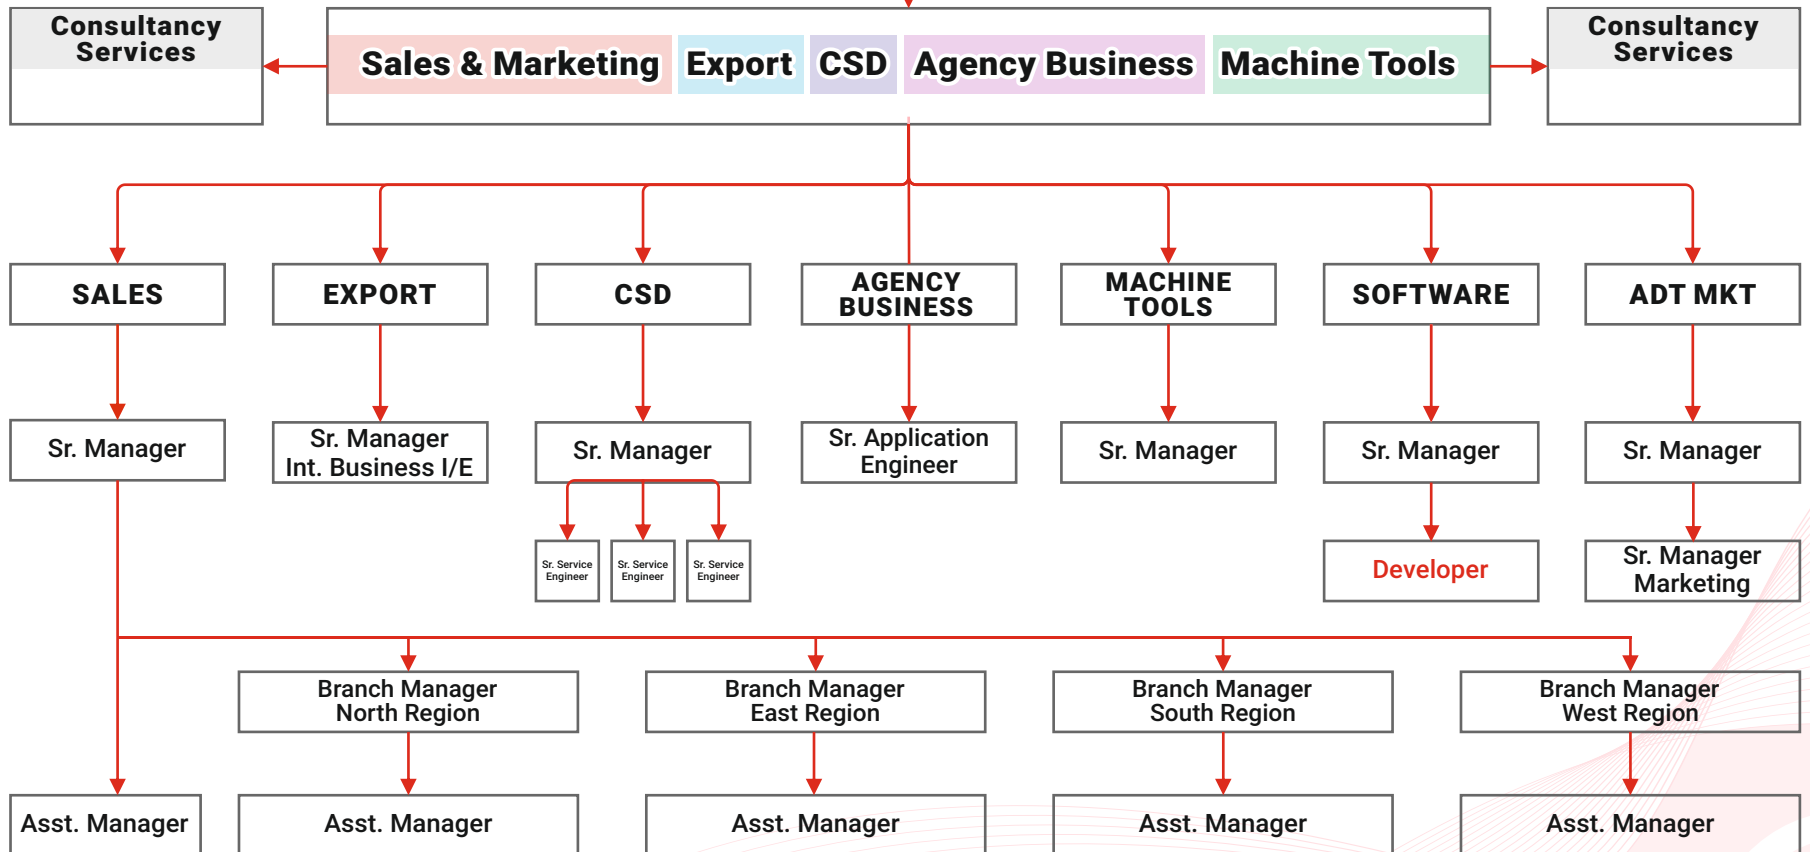 Consultancy
Services
Sales & Marketing Export CSD Agency Business Machine Tools
Consultancy
Services
SALES
EXPORT
CSD
AGENCY
BUSINESS
MACHINE
TOOLS
SOFTWARE
ADT MKT
Sr. Manager
Sr. Manager
Int. Business I/E
Sr. Manager
Sr. Application
Engineer
Sr. Manager
Sr. Manager
Sr. Manager
Sr. Service
Engineer
Sr. Service
Engineer
Sr. Service
Engineer
Developer
Sr. Manager
Marketing
Branch Manager
North Region
Branch Manager
East Region
Branch Manager
South Region
Branch Manager
West Region
Asst. Manager
Asst. Manager
Asst. Manager
Asst. Manager
Asst. Manager